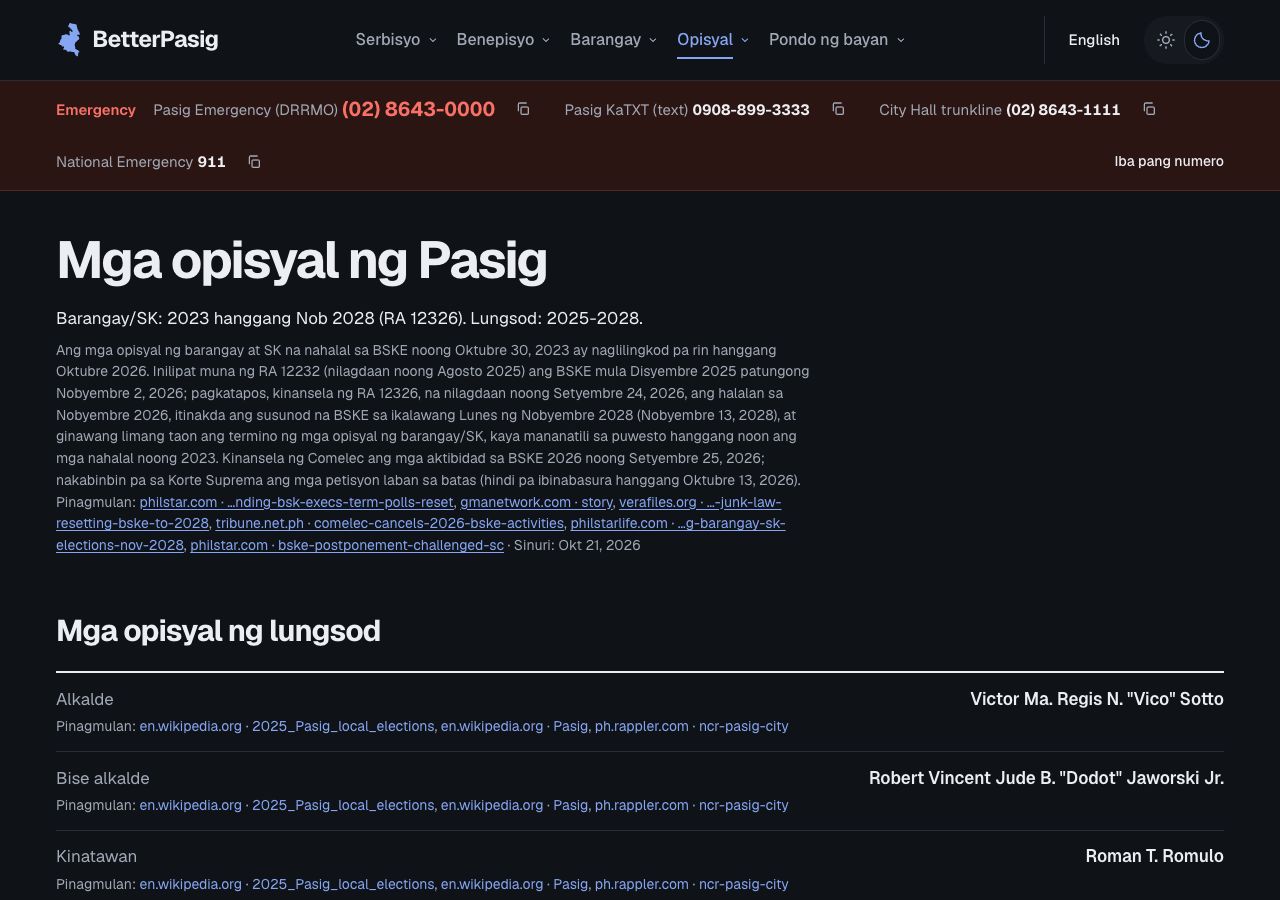 BetterPasig
Serbisyo Benepisyo Barangay Opisyal Pondo ng bayan English
Emergency Pasig Emergency (DRRMO) (02) 8643-0000 Pasig KaTXT (text) 0908-899-3333 City Hall trunkline (02) 8643-1111
National Emergency 911 Iba pang numero
Mga opisyal ng Pasig
Barangay/SK: 2023 hanggang Nob 2028 (RA 12326). Lungsod: 2025-2028.
Ang mga opisyal ng barangay at SK na nahalal sa BSKE noong Oktubre 30, 2023 ay naglilingkod pa rin hanggang
Oktubre 2026. Inilipat muna ng RA 12232 (nilagdaan noong Agosto 2025) ang BSKE mula Disyembre 2025 patungong
Nobyembre 2, 2026; pagkatapos, kinansela ng RA 12326, na nilagdaan noong Setyembre 24, 2026, ang halalan sa
Nobyembre 2026, itinakda ang susunod na BSKE sa ikalawang Lunes ng Nobyembre 2028 (Nobyembre 13, 2028), at
ginawang limang taon ang termino ng mga opisyal ng barangay/SK, kaya mananatili sa puwesto hanggang noon ang
mga nahalal noong 2023. Kinansela ng Comelec ang mga aktibidad sa BSKE 2026 noong Setyembre 25, 2026;
nakabinbin pa sa Korte Suprema ang mga petisyon laban sa batas (hindi pa ibinabasura hanggang Oktubre 13, 2026).
Pinagmulan: philstar.com · …nding-bsk-execs-term-polls-reset, gmanetwork.com · story, verafiles.org · …-junk-law-
resetting-bske-to-2028, tribune.net.ph · comelec-cancels-2026-bske-activities, philstarlife.com · …g-barangay-sk-
elections-nov-2028, philstar.com · bske-postponement-challenged-sc · Sinuri: Okt 21, 2026
Mga opisyal ng lungsod
Alkalde Victor Ma. Regis N. "Vico" Sotto
Pinagmulan: en.wikipedia.org · 2025_Pasig_local_elections, en.wikipedia.org · Pasig, ph.rappler.com · ncr-pasig-city
Bise alkalde Robert Vincent Jude B. "Dodot" Jaworski Jr.
Pinagmulan: en.wikipedia.org · 2025_Pasig_local_elections, en.wikipedia.org · Pasig, ph.rappler.com · ncr-pasig-city
Kinatawan Roman T. Romulo
Pinagmulan: en.wikipedia.org · 2025_Pasig_local_elections, en.wikipedia.org · Pasig, ph.rappler.com · ncr-pasig-city